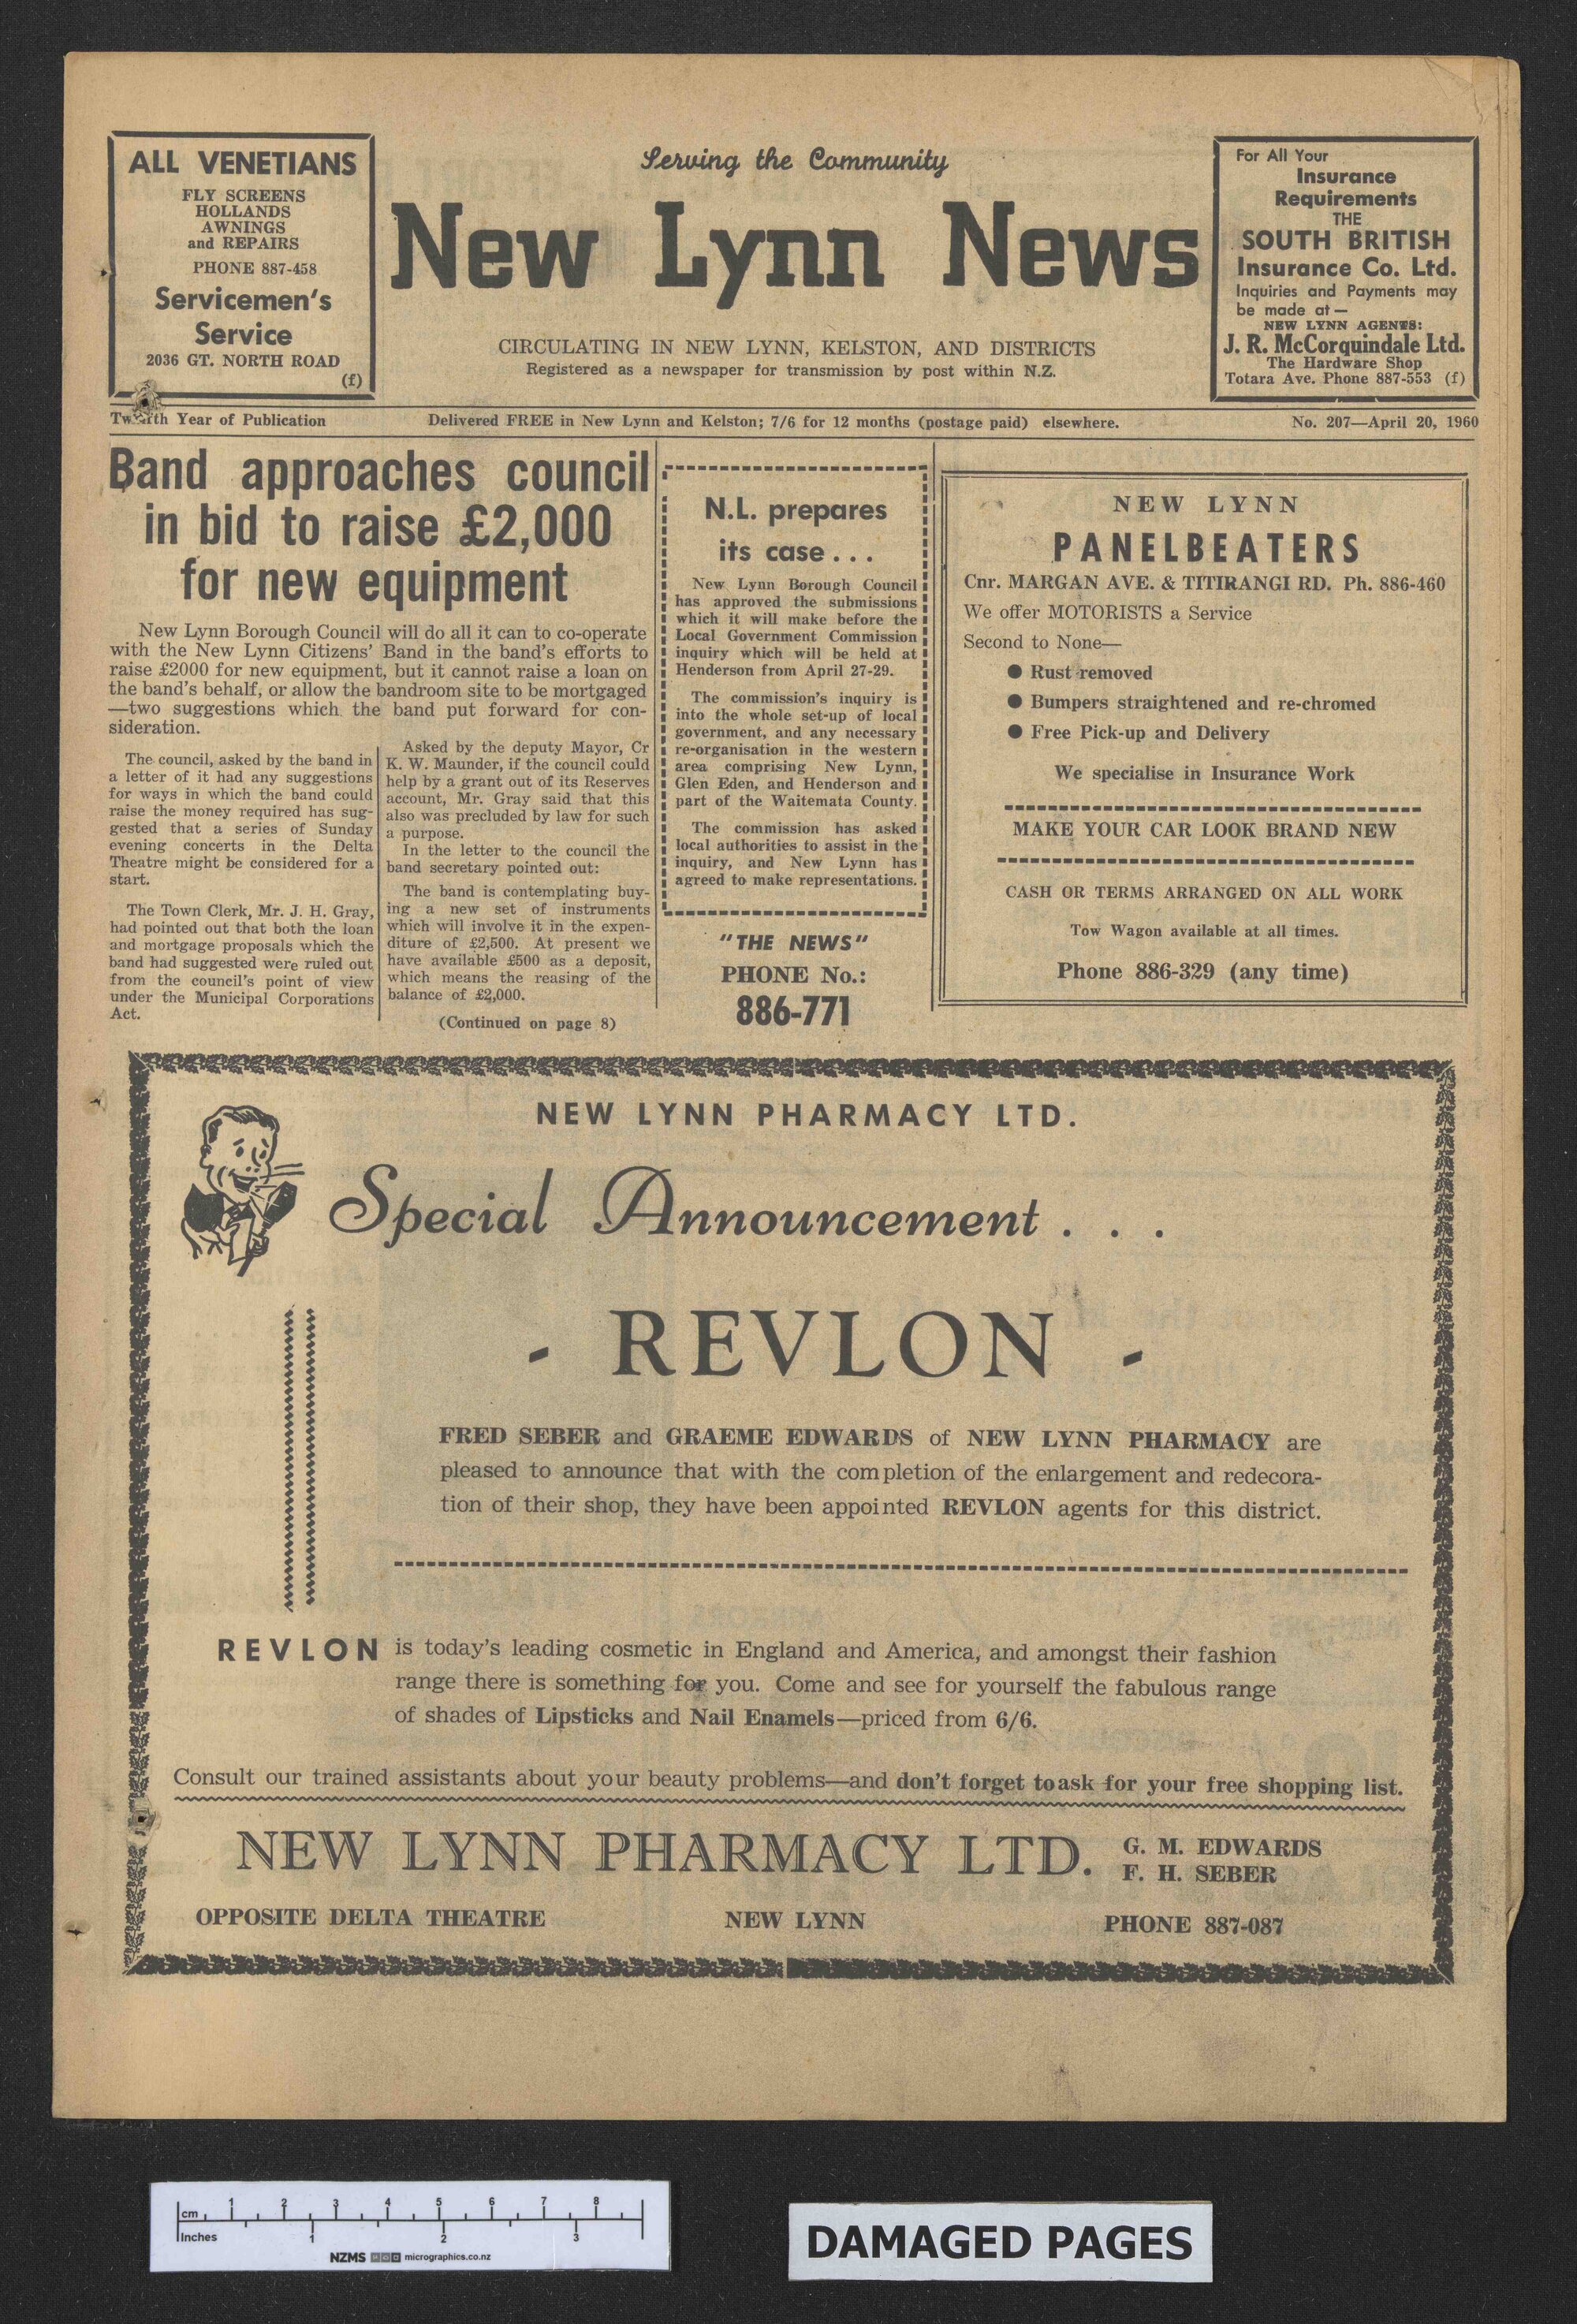 ALL VENETIANS
FLY SCREENS
HOLLANDS
AWNINGS
and REPAIRS
PHONE 887-458
Servicemen's
Service
2036 GT. NORTH ROAD
(f)
Serving the Community
New Lynn News
CIRCULATING IN NEW LYNN, KELSTON, AND DISTRICTS
Registered as a newspaper for transmission by post within N.Z.
For All Your
Insurance
Requirements
THE
SOUTH BRITISH
Insurance Co. Ltd.
Inquiries and Payments may
be made at —
NEW LYNN AGENTS:
J. R. McCorquindale Ltd.
The Hardware Shop
Totara Ave. Phone 887-553 (f)
Year of Publication
Delivered FREE in New Lynn and Kelston; 7/6 for 12 months (postage paid) elsewhere.
No. 207—April 20, 1960
Band approaches council
in bid to raise £2,000
for new equipment
New Lynn Borough Council will do all it can to co-operate
with the New Lynn Citizens' Band in the band's efforts to
raise £2000 for new equipment, but it cannot raise a loan on
the band's behalf, or allow the bandroom site to be mortgaged
—two suggestions which the band put forward for con-
sideration.
The council, asked by the band in
a letter of it had any suggestions
for ways in which the band could
raise the money required has sug-
gested that a series of Sunday
evening concerts in the Delta
Theatre might be considered for a
start.
The Town Clerk, Mr. J. H. Gray,
had pointed out that both the loan
and mortgage proposals which the
band had suggested were ruled out
from the council's point of view
under the Municipal Corporations
Act.
Asked by the deputy Mayor, Cr
K. W. Maunder, if the council could
help by a grant out of its Reserves
account, Mr. Gray said that this
also was precluded by law for such
a purpose.
In the letter to the council the
band secretary pointed out:
The band is contemplating buy-
ing a new set of instruments
which will involve it in the expen-
diture of £2,500. At present we
have available £500 as a deposit,
which means the reasing of the
balance of £2,000.
(Continued on page 8)
N.L. prepares
its case . . .
New Lynn Borough Council
has approved the submissions
which it will make before the
Local Government Commission
inquiry which will be held at
Henderson from April 27-29.
The commission's inquiry is
into the whole set-up of local
government, and any necessary
re-organisation in the western
area comprising New Lynn,
Glen Eden, and Henderson and
part of the Waitemata County.
The commission has asked
local authorities to assist in the
inquiry, and New Lynn has
agreed to make representations.
"THE NEWS"
PHONE No.:
886-771
NEW LYNN
PANELBEATERS
Cnr. MARGAN AVE. & TITIRANGI RD. Ph. 886-460
We offer MOTORISTS a Service
Second to None—
● Rust removed
● Bumpers straightened and re-chromed
● Free Pick-up and Delivery
We specialise in Insurance Work
MAKE YOUR CAR LOOK BRAND NEW
CASH OR TERMS ARRANGED ON ALL WORK
Tow Wagon available at all times.
Phone 886-329 (any time)
NEW LYNN PHARMACY LTD.
Special Announcement . . .
- REVLON -
FRED SEBER and GRAEME EDWARDS of NEW LYNN PHARMACY are
pleased to announce that with the completion of the enlargement and redecora-
tion of their shop, they have been appointed REVLON agents for this district.
REVLON is today's leading cosmetic in England and America, and amongst their fashion
range there is something for you. Come and see for yourself the fabulous range
of shades of Lipsticks and Nail Enamels—priced from 6/6.
Consult our trained assistants about your beauty problems—and don't forget to ask for your free shopping list.
NEW LYNN PHARMACY LTD.
G. M. EDWARDS
F. H. SEBER
OPPOSITE DELTA THEATRE
NEW LYNN
PHONE 887-087
cm 1 2 3 4 5 6 7 8
Inches 1 2 3
NZMS micrographics.co.nz
DAMAGED PAGES